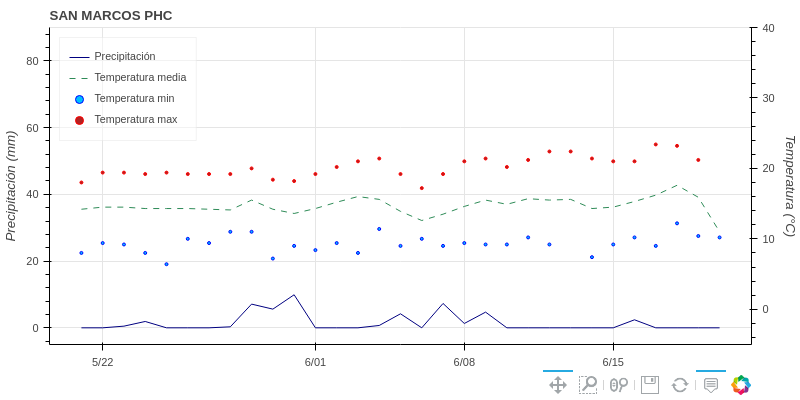 SAN MARCOS PHC
Precipitación
Temperatura media
Temperatura min
Temperatura max
Precipitación (mm)
80
60
40
20
0
40
30
20
10
0
Temperatura (°C)
5/22
6/01
6/08
6/15